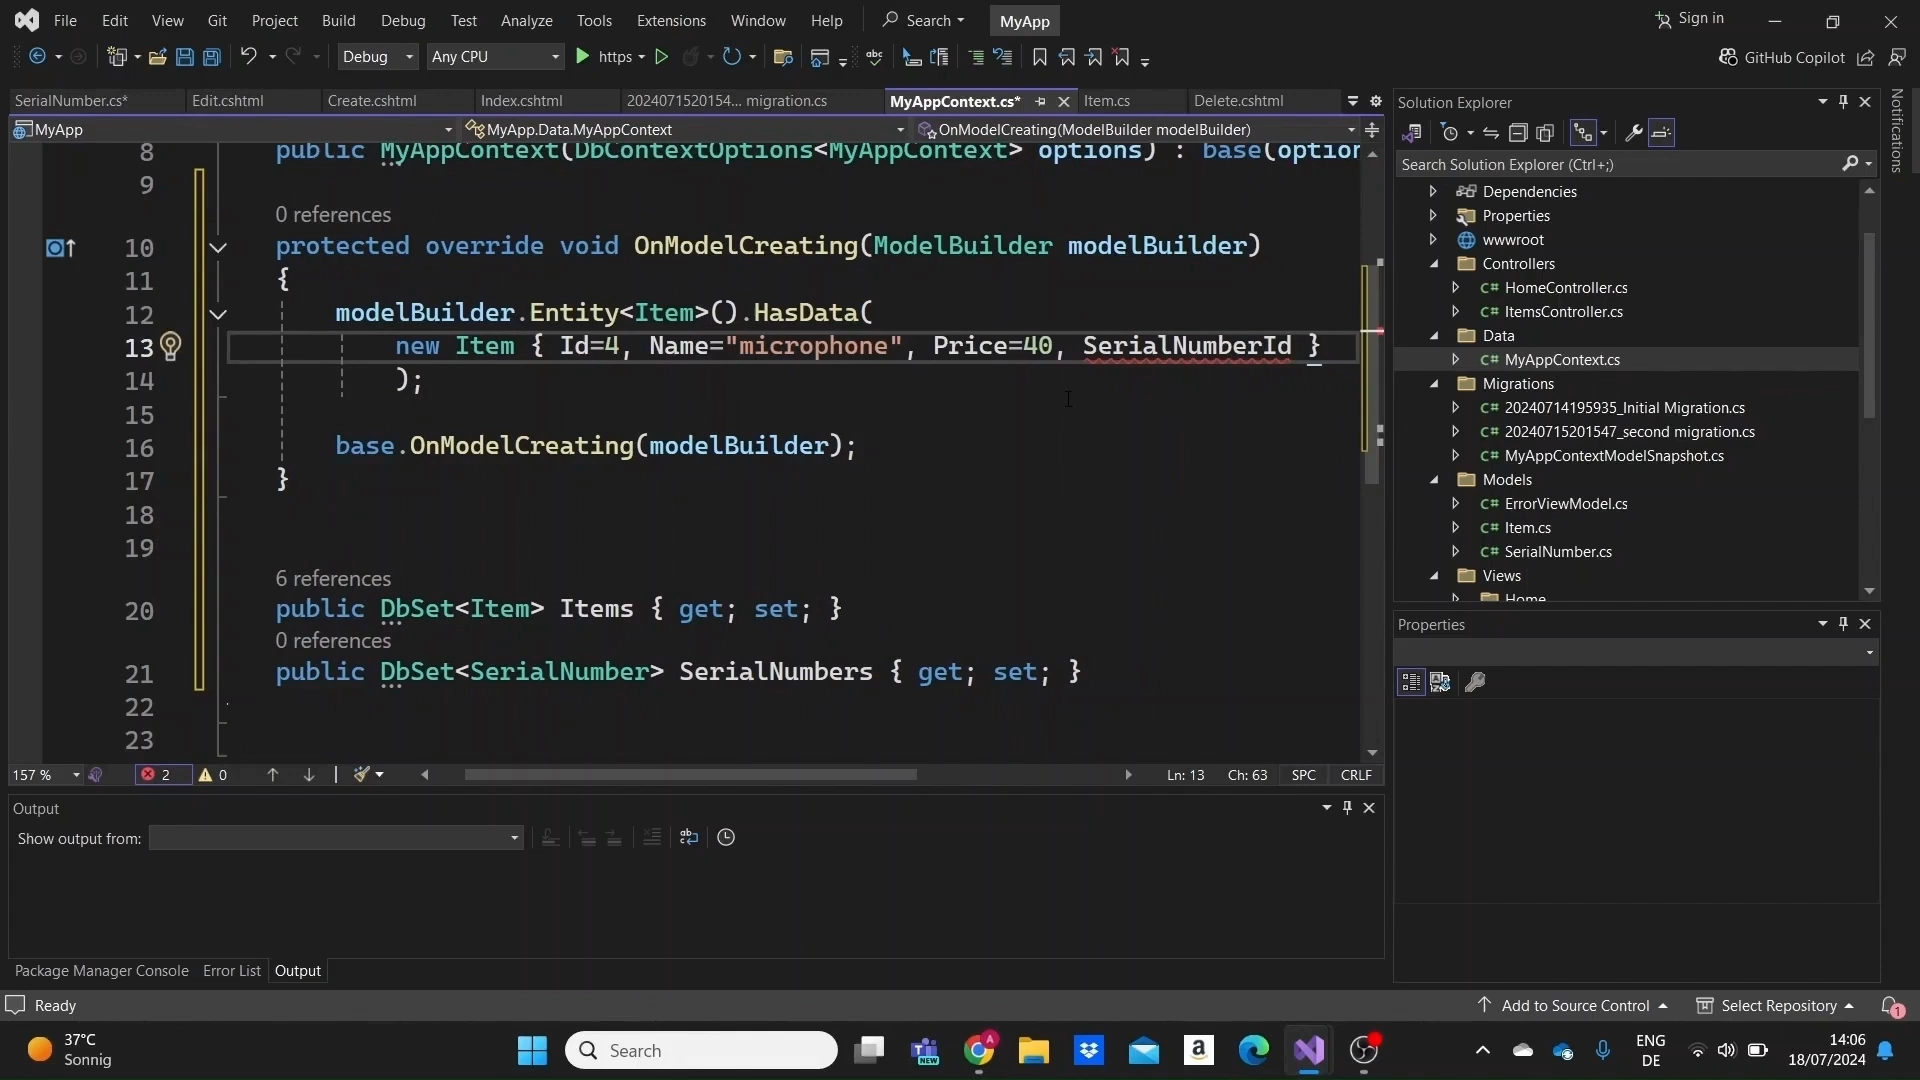 File Edit View Git Project Build Debug Test Analyze Tools Extensions Window Help Search MyApp Sign in
Debug Any CPU https GitHub Copilot
SerialNumber.cs* Edit.cshtml Create.cshtml Index.cshtml 2024071520154... migration.cs MyAppContext.cs* Item.cs Delete.cshtml
MyApp MyApp.Data.MyAppContext OnModelCreating(ModelBuilder modelBuilder)
8 public MyAppContext(DbContextOptions<MyAppContext> options) : base(option
9
0 references
10 protected override void OnModelCreating(ModelBuilder modelBuilder)
11 {
12 modelBuilder.Entity<Item>().HasData(
13 new Item { Id=4, Name="microphone", Price=40, SerialNumberId }
14 );
15
16 base.OnModelCreating(modelBuilder);
17 }
18
19
6 references
20 public DbSet<Item> Items { get; set; }
0 references
21 public DbSet<SerialNumber> SerialNumbers { get; set; }
22
23
157 % 2 0 Ln: 13 Ch: 63 SPC CRLF
Output
Show output from:
Package Manager Console Error List Output
Solution Explorer
Search Solution Explorer (Ctrl+;)
Dependencies
Properties
wwwroot
Controllers
C# HomeController.cs
C# ItemsController.cs
Data
C# MyAppContext.cs
Migrations
C# 20240714195935_Initial Migration.cs
C# 20240715201547_second migration.cs
C# MyAppContextModelSnapshot.cs
Models
C# ErrorViewModel.cs
C# Item.cs
C# SerialNumber.cs
Views
Home
Properties
Notifications
Ready Add to Source Control Select Repository 1
37°C
Sonnig
Search
NEW
A
ENG
DE
14:06
18/07/2024